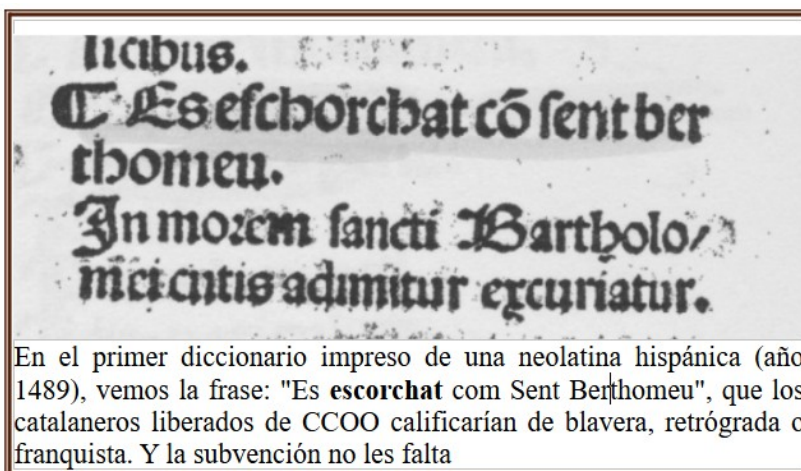 licibus.
¶ Es eſchorchat cõ ſent ber
thomeu.
In moꝛem ſancti Bartholo/
mei cutis adimitur excuriatur.
En el primer diccionario impreso de una neolatina hispánica (año
1489), vemos la frase: "Es escorchat com Sent Berthomeu", que los
catalaneros liberados de CCOO calificarían de blavera, retrógrada o
franquista. Y la subvención no les falta